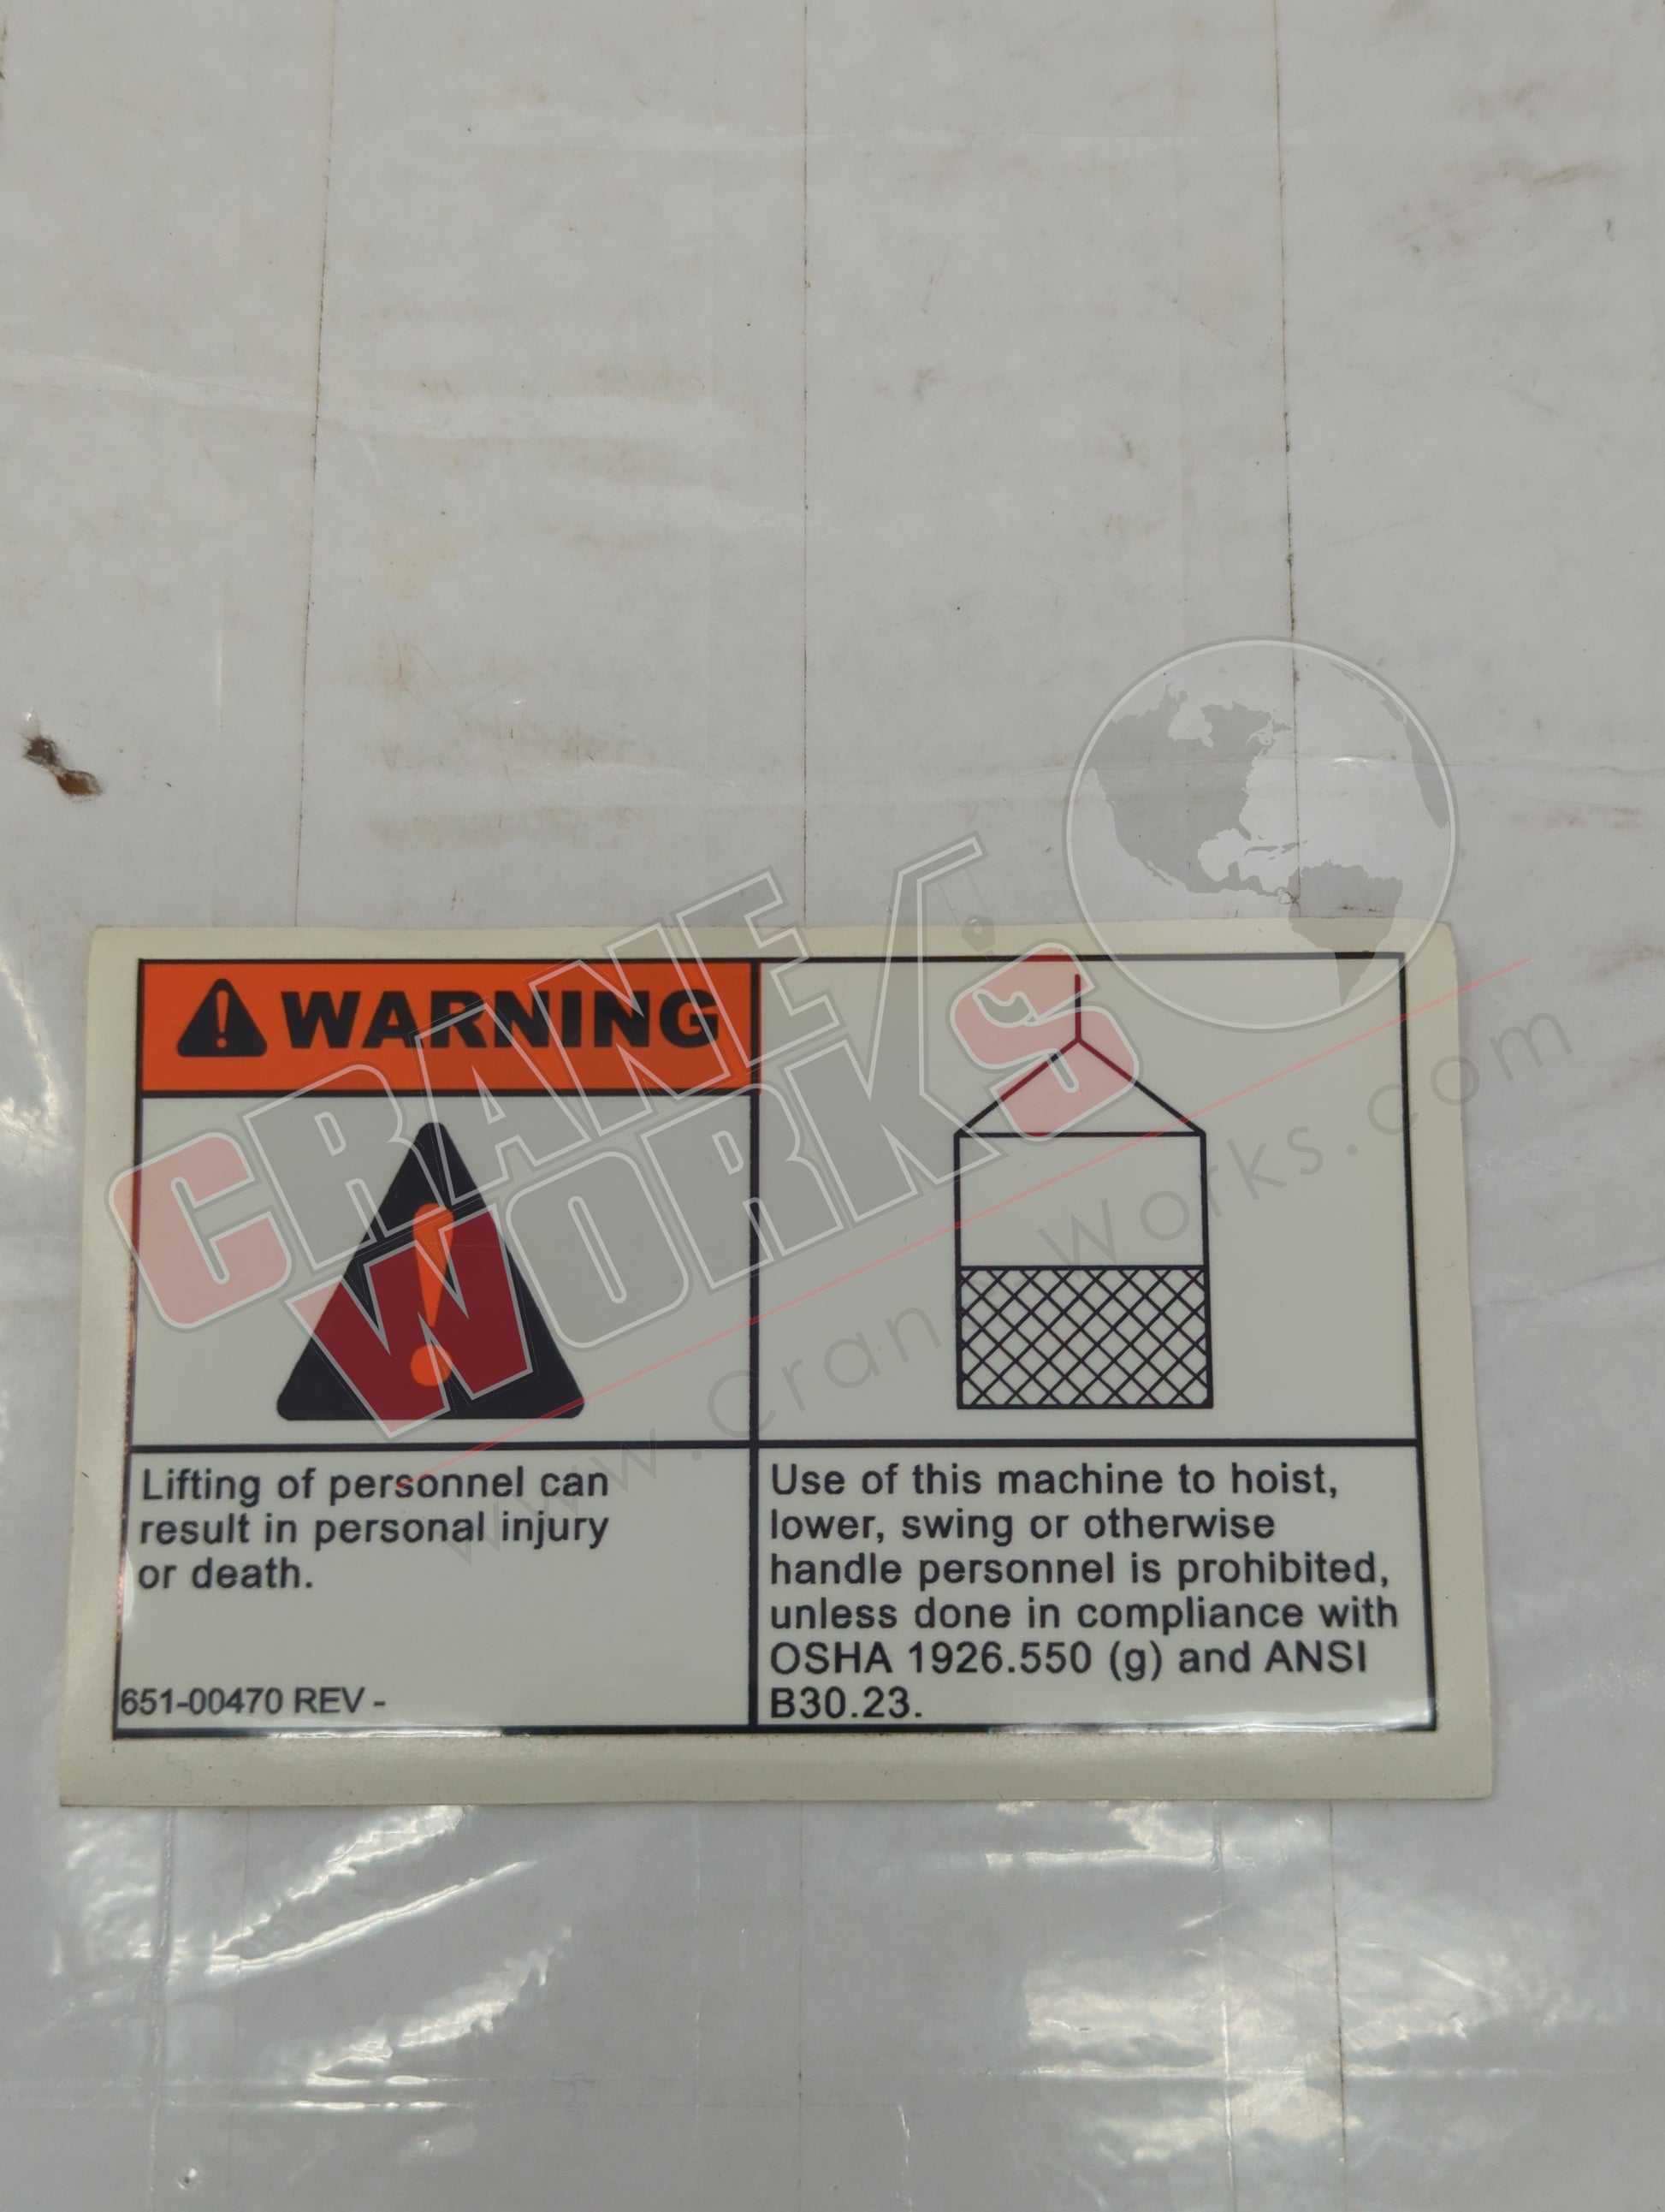 WARNING
Lifting of personnel can
result in personal injury
or death.
651-00470 REV -
Use of this machine to hoist,
lower, swing or otherwise
handle personnel is prohibited,
unless done in compliance with
OSHA 1926.550 (g) and ANSI
B30.23.
CRANE
WORKS
www.Crane-Works.com